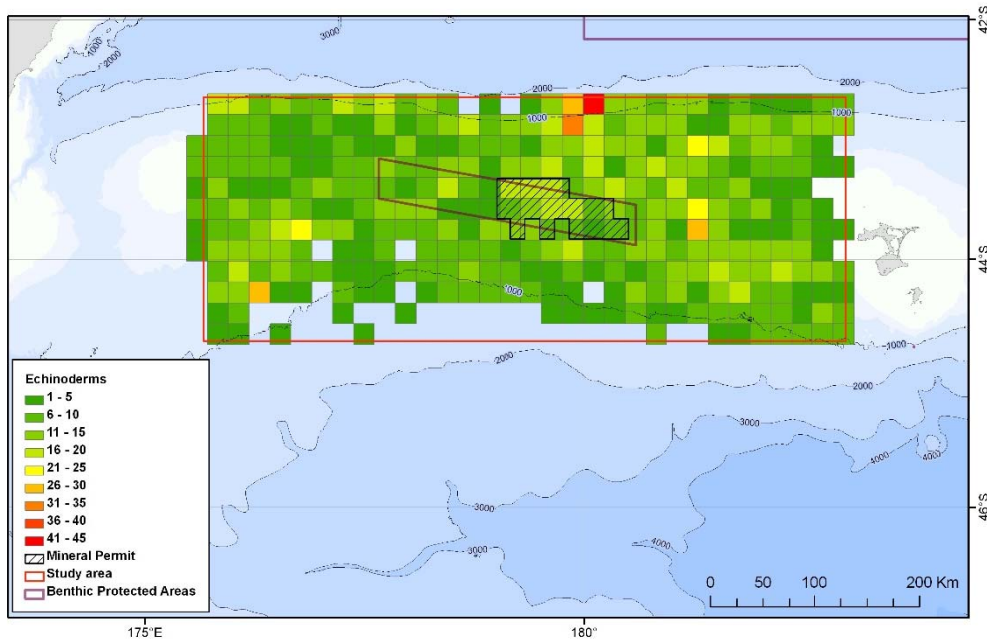 42°S
3000
1000
2000
2000
2000
1000
1000
44°S
1000
1000
2000
2000
3000
4000
4000
3000
3000
4000
46°S
Echinoderms
1 - 5
6 - 10
11 - 15
16 - 20
21 - 25
26 - 30
31 - 35
36 - 40
41 - 45
Mineral Permit
Study area
Benthic Protected Areas
0 50 100 200 Km
175°E 180°